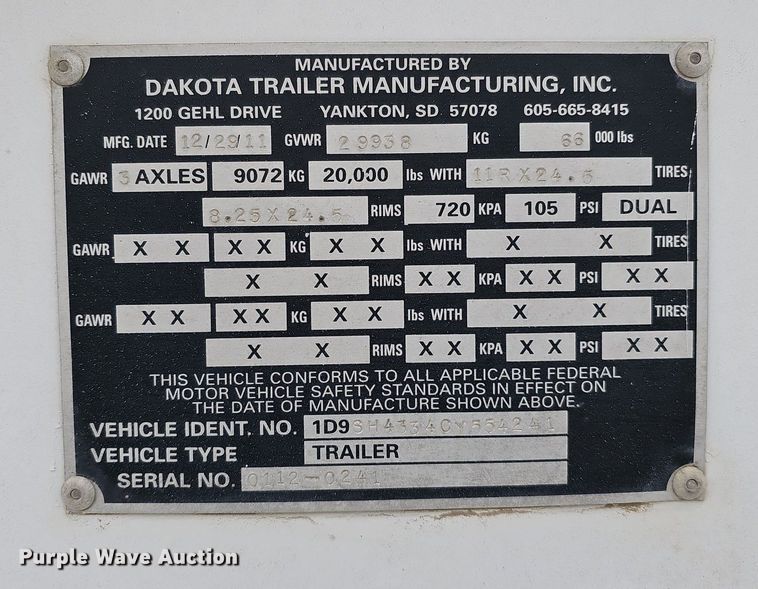 MANUFACTURED BY
DAKOTA TRAILER MANUFACTURING, INC.
1200 GEHL DRIVE YANKTON, SD 57078 605-665-8415
MFG. DATE 12/29/11 GVWR 29938 KG 66 000 lbs
GAWR 3 AXLES 9072 KG 20,000 lbs WITH 11RX24.5 TIRES
8.25X24.5 RIMS 720 KPA 105 PSI DUAL
GAWR X X X X KG X X lbs WITH X X TIRES
X X RIMS X X KPA X X PSI X X
GAWR X X X X KG X X lbs WITH X X TIRES
X X RIMS X X KPA X X PSI X X
THIS VEHICLE CONFORMS TO ALL APPLICABLE FEDERAL
MOTOR VEHICLE SAFETY STANDARDS IN EFFECT ON
THE DATE OF MANUFACTURE SHOWN ABOVE.
VEHICLE IDENT. NO.
VEHICLE TYPE TRAILER
SERIAL NO. 0112-0241
Purple Wave Auction